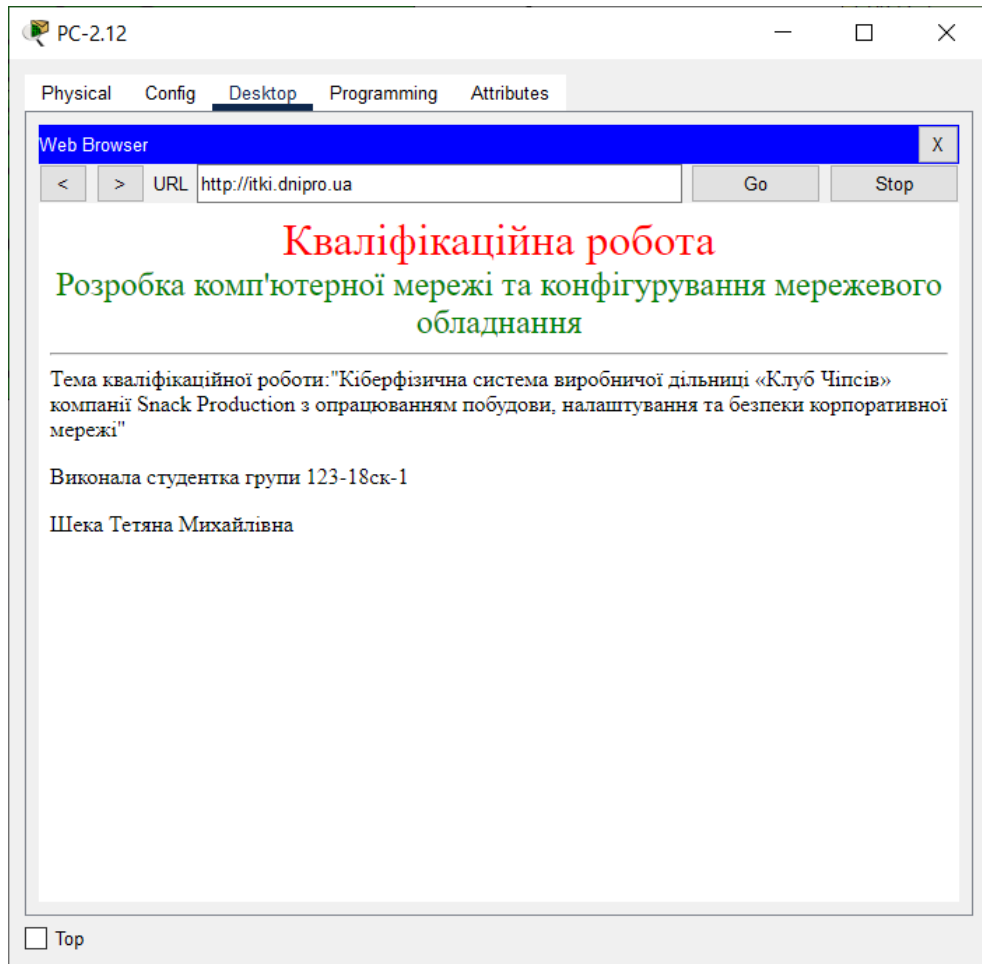 PC-2.12
Physical Config Desktop Programming Attributes
Web Browser X
< > URL http://itki.dnipro.ua Go Stop
Кваліфікаційна робота
Розробка комп'ютерної мережі та конфігурування мережевого
обладнання
Тема кваліфікаційної роботи:"Кіберфізична система виробничої дільниці «Клуб Чіпсів»
компанії Snack Production з опрацюванням побудови, налаштування та безпеки корпоративної
мережі"
Виконала студентка групи 123-18ск-1
Шека Тетяна Михайлівна
Top